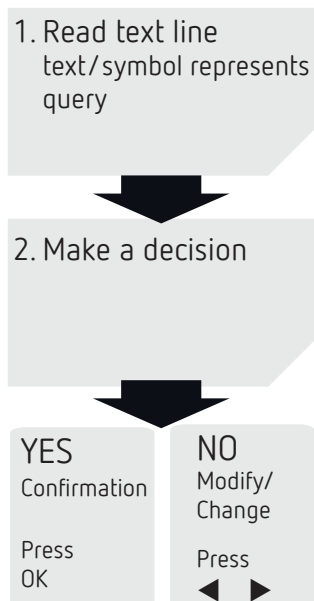 1. Read text line
text/symbol represents
query
2. Make a decision
YES
Confirmation
Press
OK
NO
Modify/
Change
Press
◀ ▶